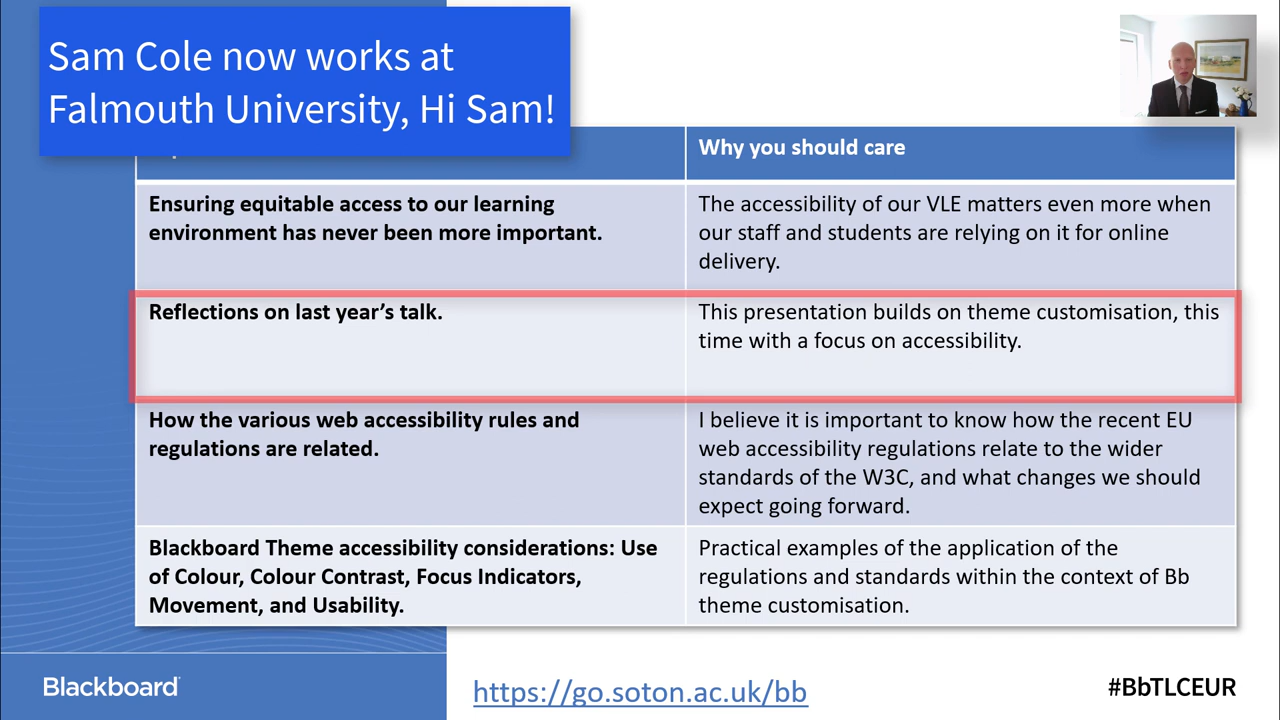 Sam Cole now works at
Falmouth University, Hi Sam!
Why you should care
Ensuring equitable access to our learning
environment has never been more important.
The accessibility of our VLE matters even more when
our staff and students are relying on it for online
delivery.
Reflections on last year’s talk.
This presentation builds on theme customisation, this
time with a focus on accessibility.
How the various web accessibility rules and
regulations are related.
I believe it is important to know how the recent EU
web accessibility regulations relate to the wider
standards of the W3C, and what changes we should
expect going forward.
Blackboard Theme accessibility considerations: Use
of Colour, Colour Contrast, Focus Indicators,
Movement, and Usability.
Practical examples of the application of the
regulations and standards within the context of Bb
theme customisation.
Blackboard
https://go.soton.ac.uk/bb
#BbTLCEUR